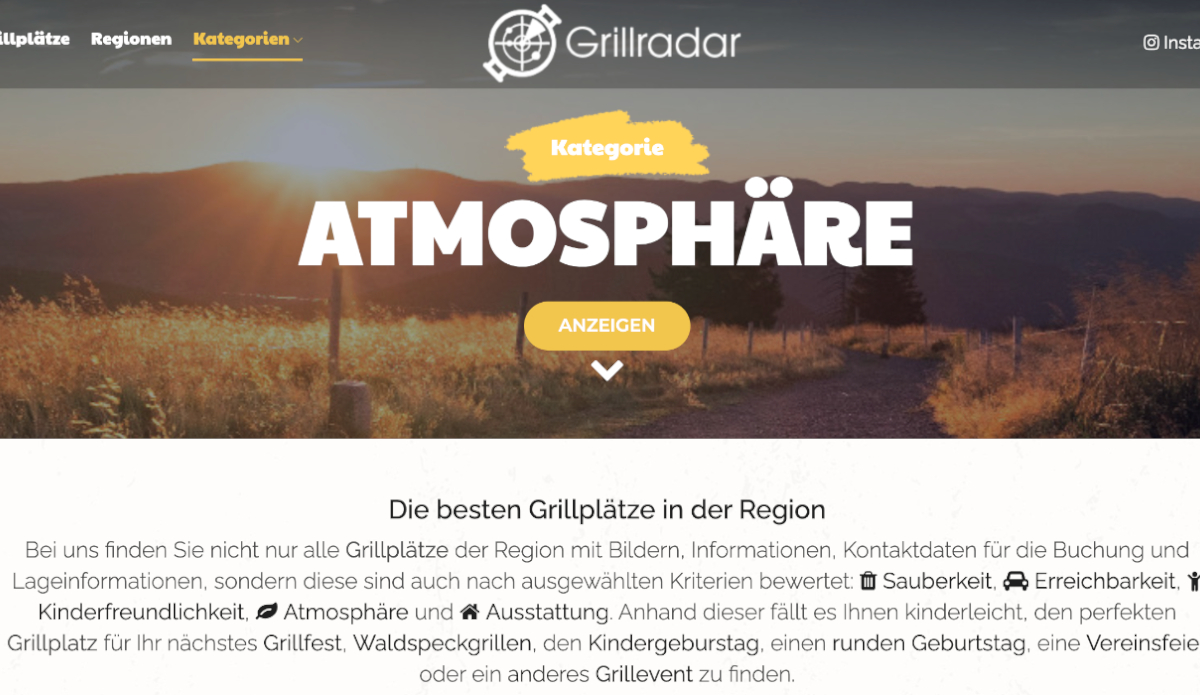 illplätze Regionen Kategorien Grillradar Insta
Kategorie
ATMOSPHÄRE
ANZEIGEN
Die besten Grillplätze in der Region
Bei uns finden Sie nicht nur alle Grillplätze der Region mit Bildern, Informationen, Kontaktdaten für die Buchung und
Lageinformationen, sondern diese sind auch nach ausgewählten Kriterien bewertet: Sauberkeit, Erreichbarkeit,
Kinderfreundlichkeit, Atmosphäre und Ausstattung. Anhand dieser fällt es Ihnen kinderleicht, den perfekten
Grillplatz für Ihr nächstes Grillfest, Waldspeckgrillen, den Kindergeburstag, einen runden Geburtstag, eine Vereinsfeie
oder ein anderes Grillevent zu finden.